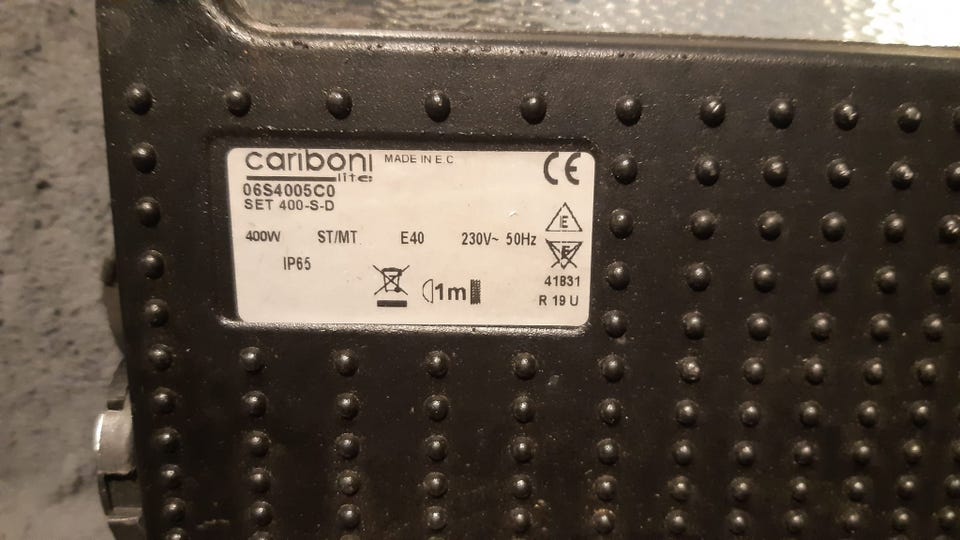 cariboni MADE IN E.C CE
lite
06S4005C0
SET 400-S-D
400W ST/MT E40 230V~ 50Hz
E
IP65
F
1m
41831
R 19 U